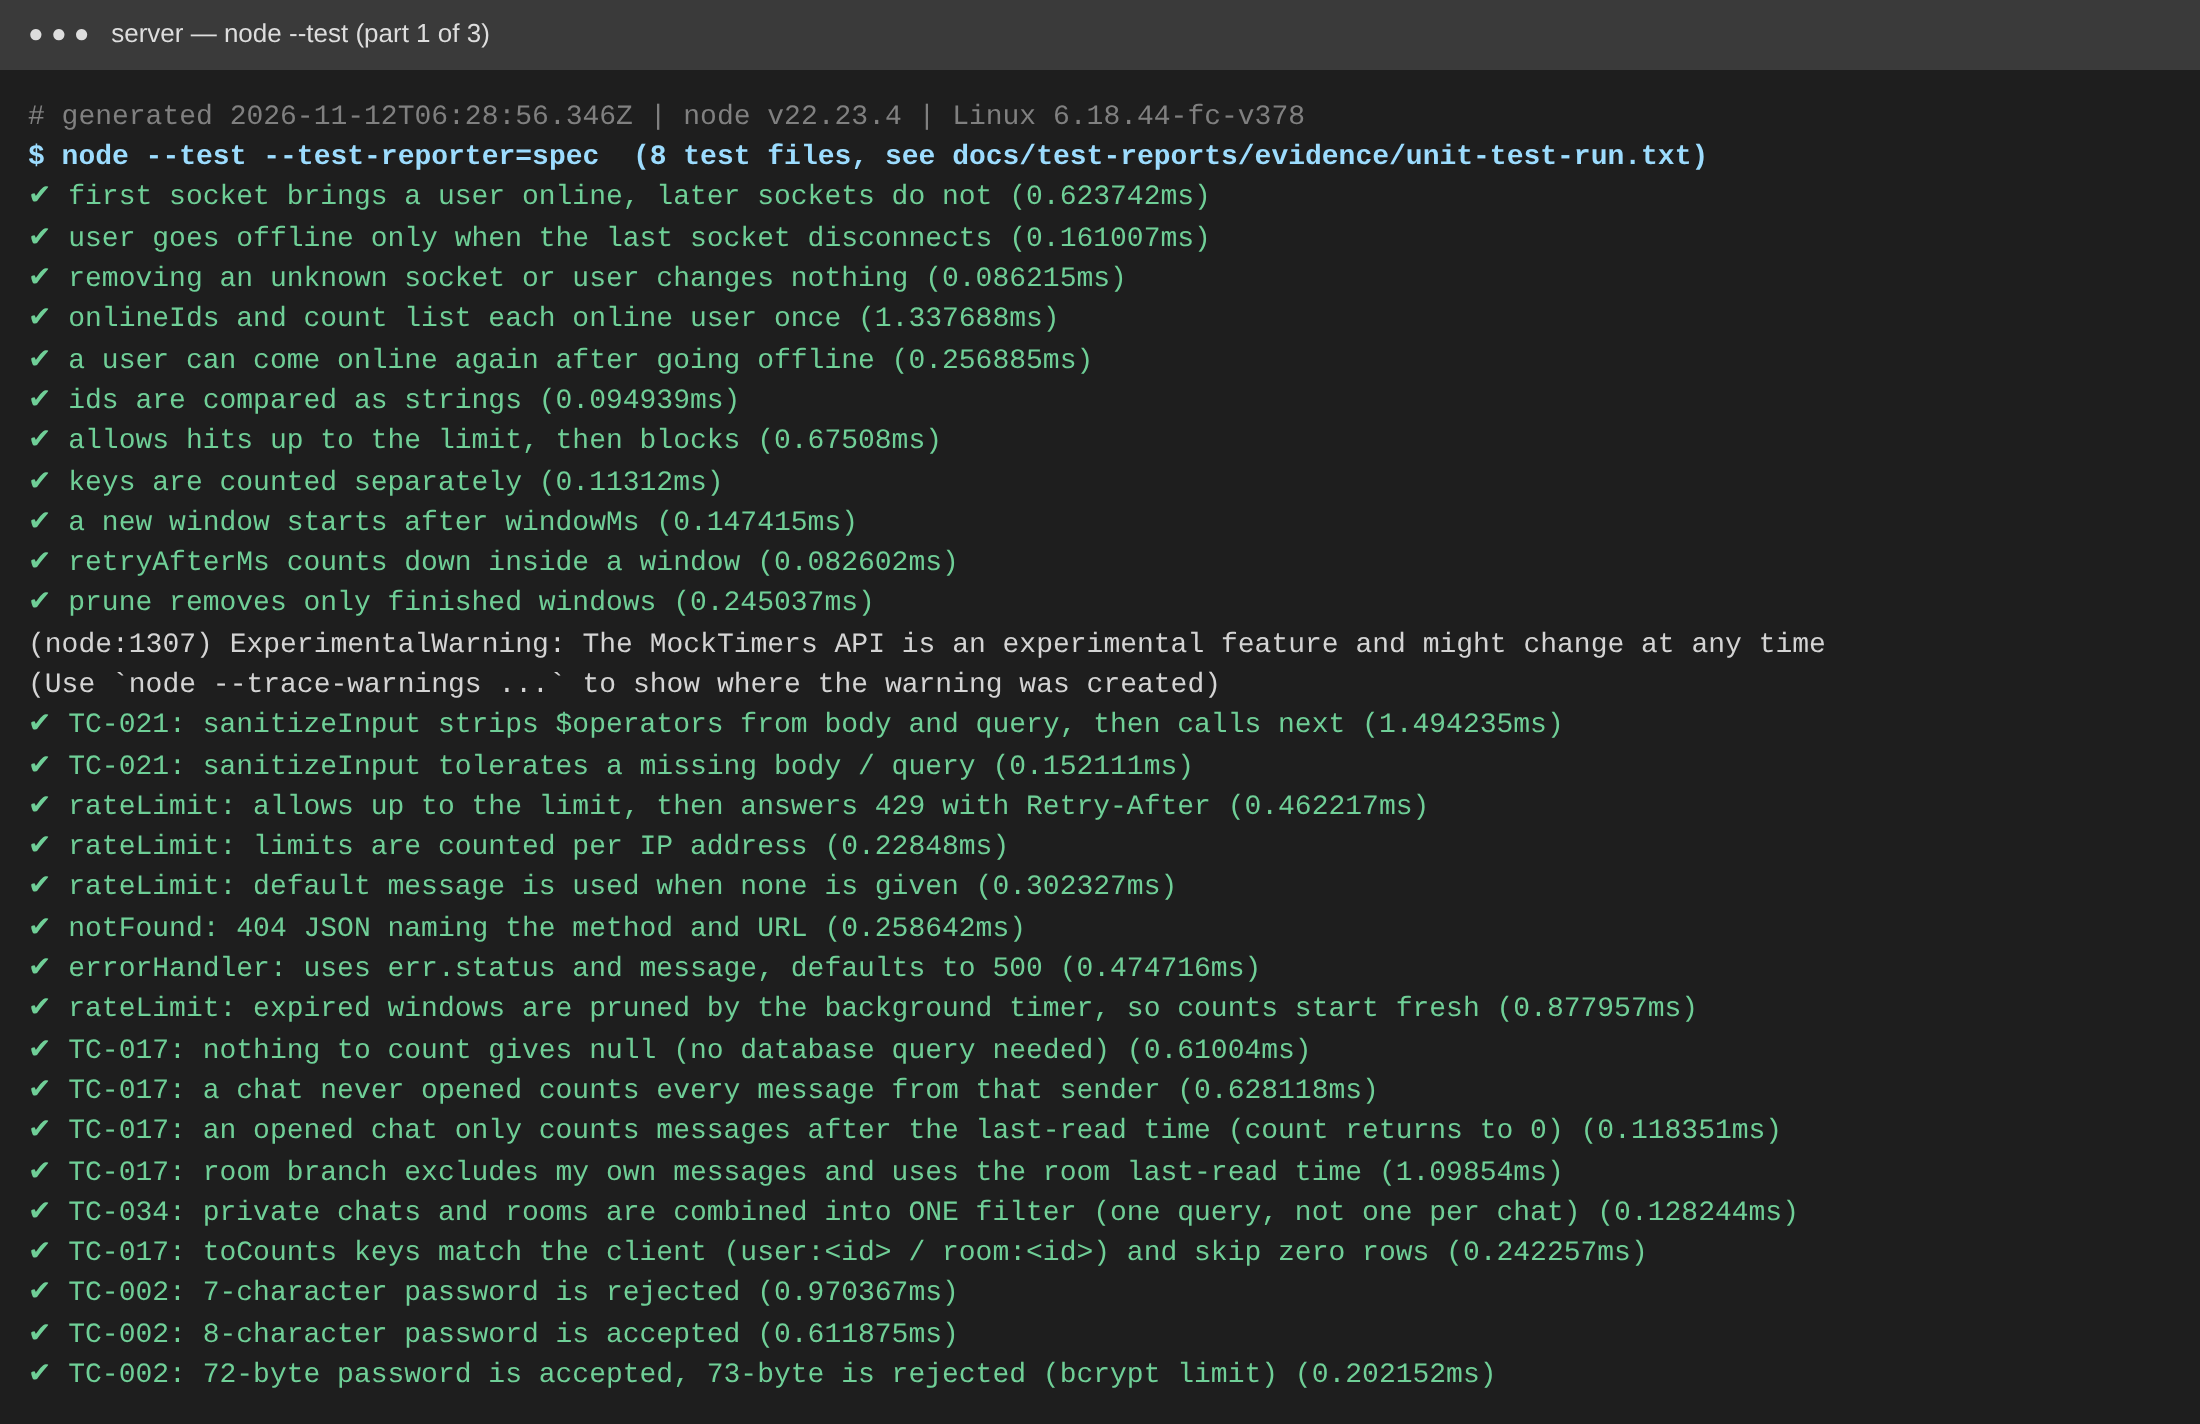 ● ● ● server — node --test (part 1 of 3)
# generated 2026-11-12T06:28:56.346Z | node v22.23.4 | Linux 6.18.44-fc-v378
$ node --test --test-reporter=spec  (8 test files, see docs/test-reports/evidence/unit-test-run.txt)
✔ first socket brings a user online, later sockets do not (0.623742ms)
✔ user goes offline only when the last socket disconnects (0.161007ms)
✔ removing an unknown socket or user changes nothing (0.086215ms)
✔ onlineIds and count list each online user once (1.337688ms)
✔ a user can come online again after going offline (0.256885ms)
✔ ids are compared as strings (0.094939ms)
✔ allows hits up to the limit, then blocks (0.67508ms)
✔ keys are counted separately (0.11312ms)
✔ a new window starts after windowMs (0.147415ms)
✔ retryAfterMs counts down inside a window (0.082602ms)
✔ prune removes only finished windows (0.245037ms)
(node:1307) ExperimentalWarning: The MockTimers API is an experimental feature and might change at any time
(Use `node --trace-warnings ...` to show where the warning was created)
✔ TC-021: sanitizeInput strips $operators from body and query, then calls next (1.494235ms)
✔ TC-021: sanitizeInput tolerates a missing body / query (0.152111ms)
✔ rateLimit: allows up to the limit, then answers 429 with Retry-After (0.462217ms)
✔ rateLimit: limits are counted per IP address (0.22848ms)
✔ rateLimit: default message is used when none is given (0.302327ms)
✔ notFound: 404 JSON naming the method and URL (0.258642ms)
✔ errorHandler: uses err.status and message, defaults to 500 (0.474716ms)
✔ rateLimit: expired windows are pruned by the background timer, so counts start fresh (0.877957ms)
✔ TC-017: nothing to count gives null (no database query needed) (0.61004ms)
✔ TC-017: a chat never opened counts every message from that sender (0.628118ms)
✔ TC-017: an opened chat only counts messages after the last-read time (count returns to 0) (0.118351ms)
✔ TC-017: room branch excludes my own messages and uses the room last-read time (1.09854ms)
✔ TC-034: private chats and rooms are combined into ONE filter (one query, not one per chat) (0.128244ms)
✔ TC-017: toCounts keys match the client (user:<id> / room:<id>) and skip zero rows (0.242257ms)
✔ TC-002: 7-character password is rejected (0.970367ms)
✔ TC-002: 8-character password is accepted (0.611875ms)
✔ TC-002: 72-byte password is accepted, 73-byte is rejected (bcrypt limit) (0.202152ms)